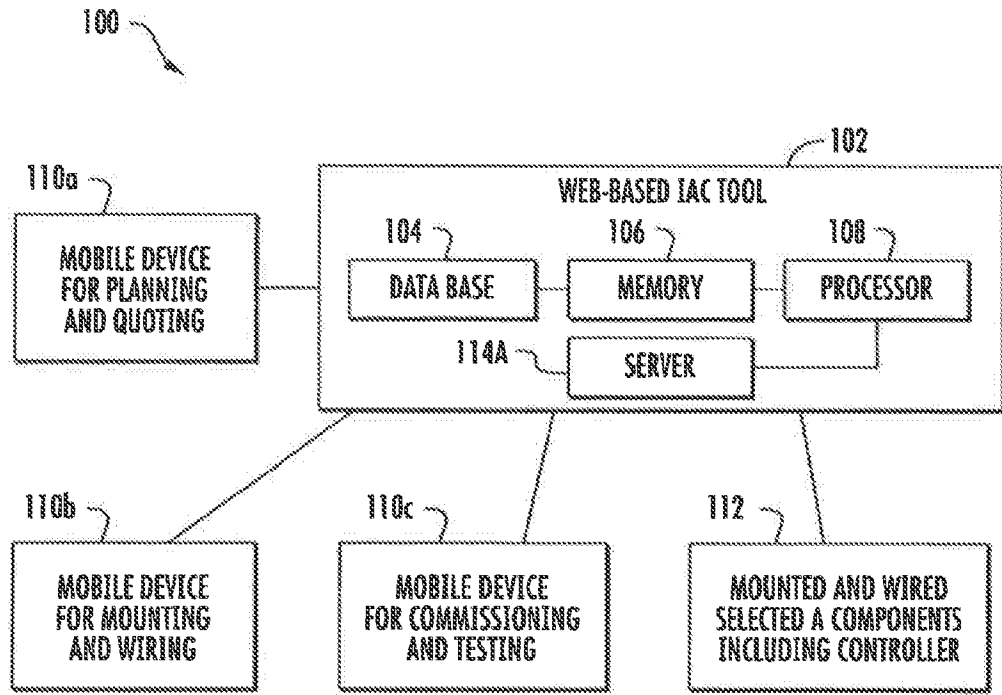 100
102
110a
WEB-BASED IAC TOOL
104
106
108
MOBILE DEVICE
FOR PLANNING
AND QUOTING
DATA BASE
MEMORY
PROCESSOR
114A
SERVER
110b
110c
112
MOBILE DEVICE
FOR MOUNTING
AND WIRING
MOBILE DEVICE
FOR COMMISSIONING
AND TESTING
MOUNTED AND WIRED
SELECTED A COMPONENTS
INCLUDING CONTROLLER